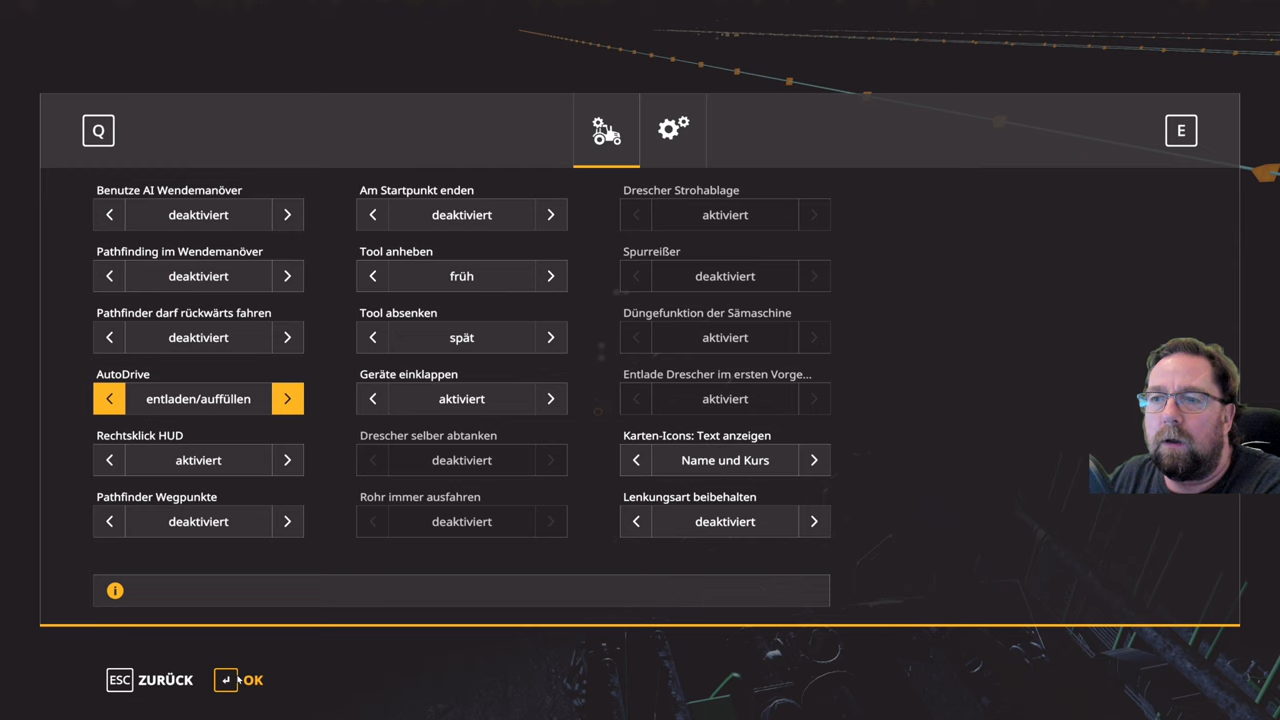 Q
E
Benutze AI Wendemanöver
deaktiviert
Pathfinding im Wendemanöver
deaktiviert
Pathfinder darf rückwärts fahren
deaktiviert
AutoDrive
entladen/auffüllen
Rechtsklick HUD
aktiviert
Pathfinder Wegpunkte
deaktiviert
Am Startpunkt enden
deaktiviert
Tool anheben
früh
Tool absenken
spät
Geräte einklappen
aktiviert
Drescher selber abtanken
deaktiviert
Rohr immer ausfahren
deaktiviert
Drescher Strohablage
aktiviert
Spurreißer
deaktiviert
Düngefunktion der Sämaschine
aktiviert
Entlade Drescher im ersten Vorge...
aktiviert
Karten-Icons: Text anzeigen
Name und Kurs
Lenkungsart beibehalten
deaktiviert
ESC ZURÜCK
OK